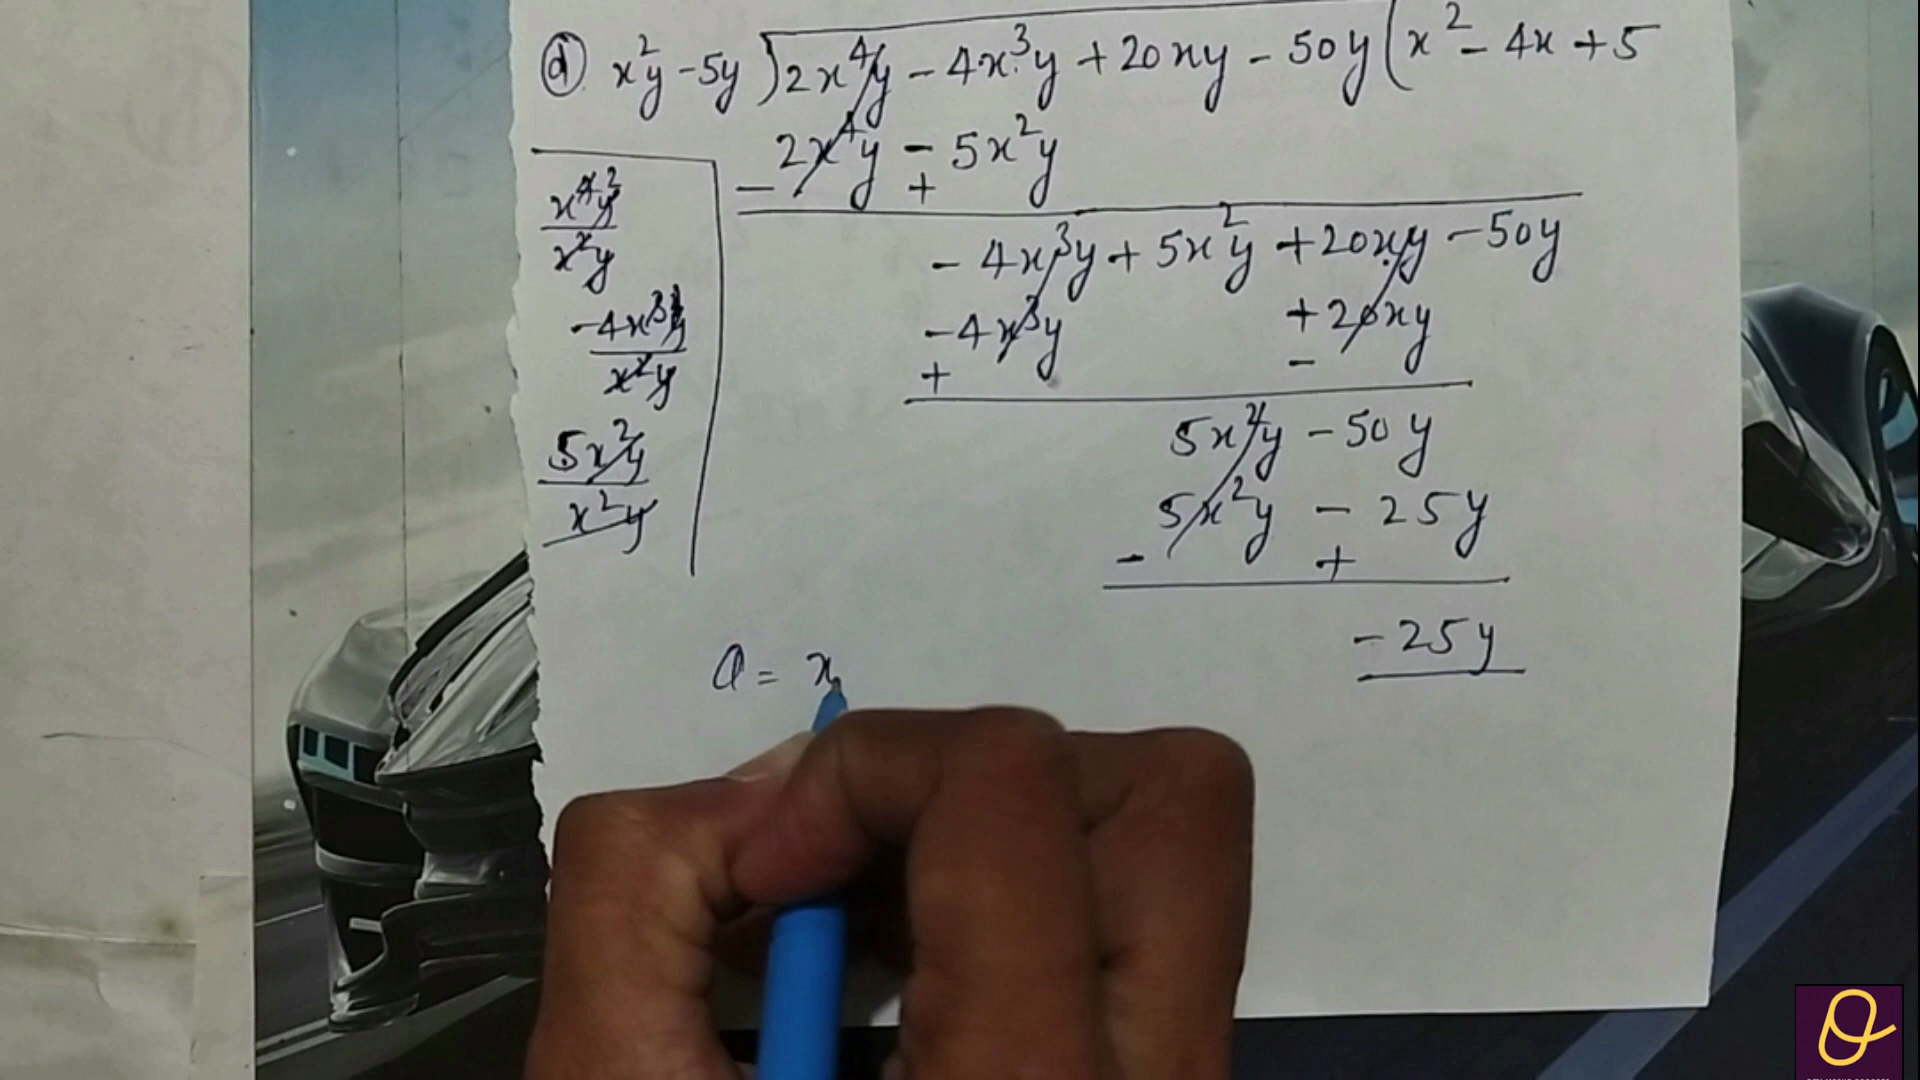 (d) x²y - 5y ) 2x⁴y - 4x³y + 20xy - 50y ( x² - 4x + 5
2x⁴y - 5x²y
- +
- 4x³y + 5x²y + 20xy - 50y
- 4x³y + 20xy
+ -
5x²y - 50y
5x²y - 25y
- +
- 25y
x⁴y
x²y
-4x³y
x²y
5x²y
x²y
Q = x